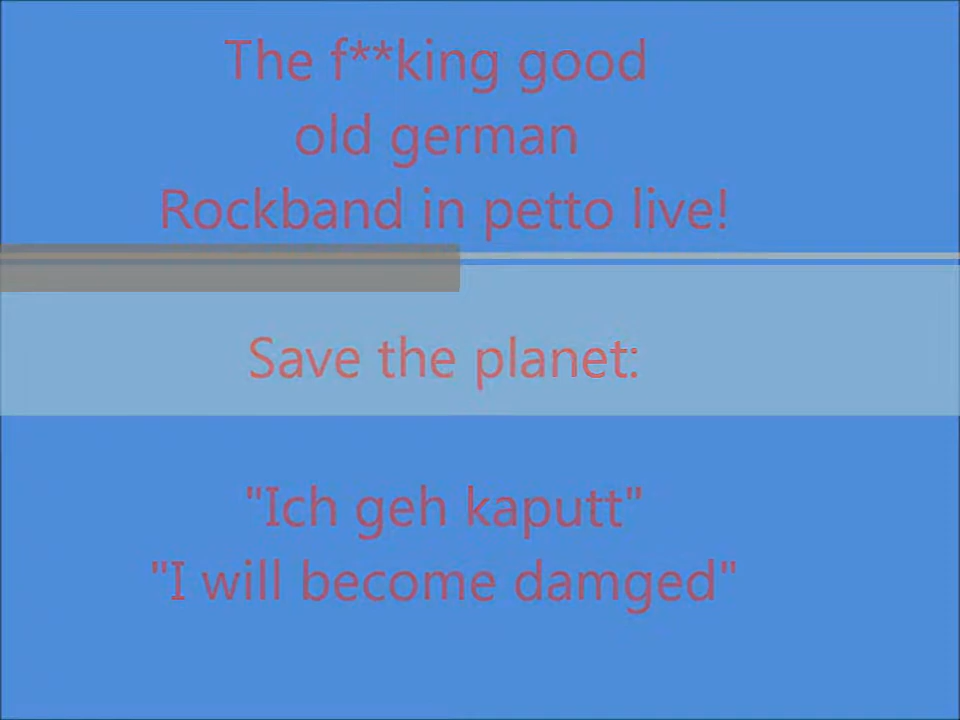 The f**king good
old german
Rockband in petto live!
Save the planet:
"Ich geh kaputt"
"I will become damged"